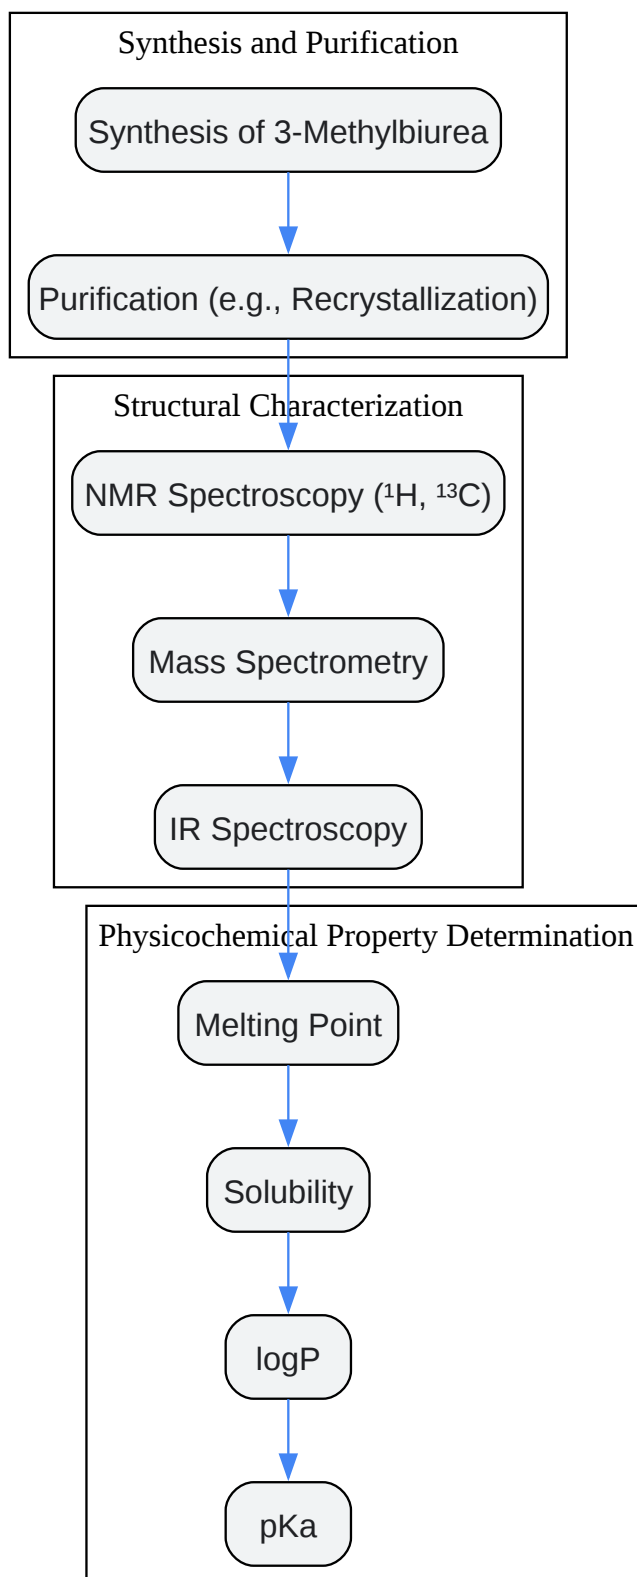 Synthesis and Purification
Synthesis of 3-Methylbiurea
Purification (e.g., Recrystallization)
Structural Characterization
NMR Spectroscopy (¹H, ¹³C)
Mass Spectrometry
IR Spectroscopy
Physicochemical Property Determination
Melting Point
Solubility
logP
pKa